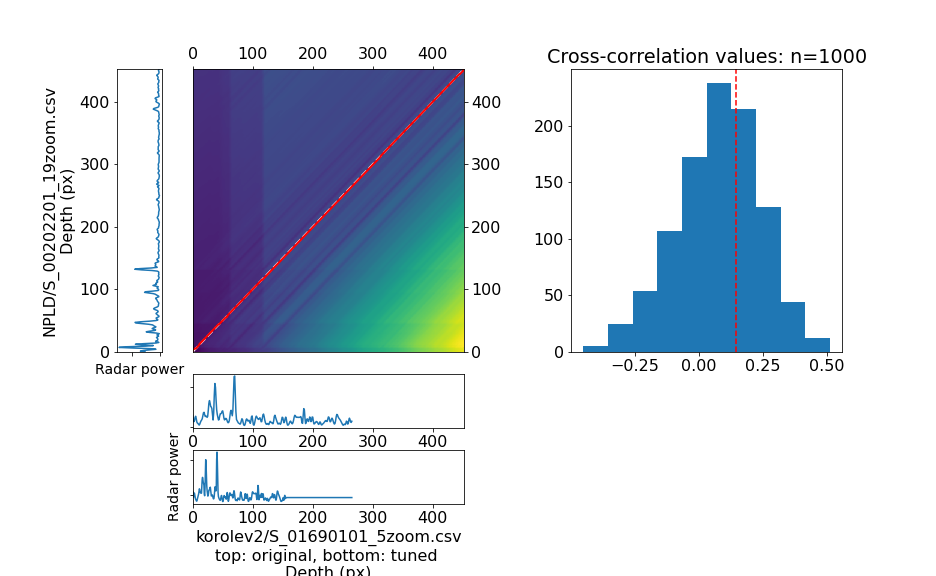 Cross-correlation values: n=1000
0 100 200 300 400
NPLD/S_00202201_19zoom.csv
Depth (px)
400
300
200
100
0
Radar power
400
300
200
100
0
200
150
100
50
0
−0.25 0.00 0.25 0.50
0 100 200 300 400
Radar power
0 100 200 300 400
korolev2/S_01690101_5zoom.csv
top: original, bottom: tuned
Depth (px)